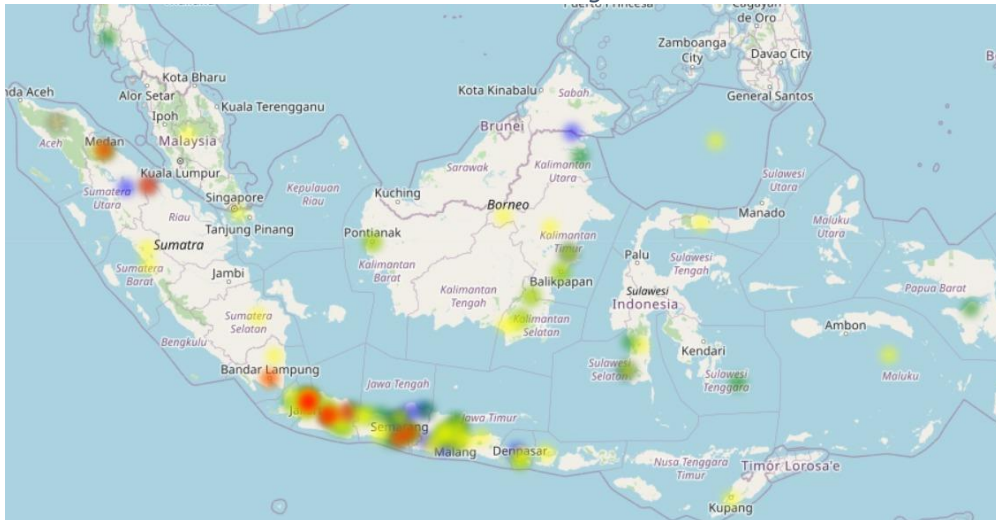 Cagayan
de Oro
Zamboanga
City
Davao City
General Santos
Kota Bharu
Alor Setar
Kuala Terengganu
Ipoh
Malaysia
Kuala Lumpur
Kota Kinabalu
Sabah
Brunei
nda Aceh
Aceh
Medan
Sumatera
Utara
Riau
Singapore
Tanjung Pinang
Kepulauan
Riau
Sarawak
Kuching
Kalimantan
Utara
Borneo
Pontianak
Kalimantan
Barat
Kalimantan
Timur
Balikpapan
Kalimantan
Tengah
Kalimantan
Selatan
Sumatra
Sumatera
Barat
Jambi
Sumatera
Selatan
Bengkulu
Bandar Lampung
Jawa Tengah
Semarang
Jawa Timur
Malang
Denpasar
Nusa Tenggara
Timur
Timor Lorosa'e
Kupang
Manado
Sulawesi
Utara
Maluku
Utara
Palu
Sulawesi
Tengah
Sulawesi
Indonesia
Kendari
Sulawesi
Selatan
Sulawesi
Tenggara
Ambon
Maluku
Papua Barat